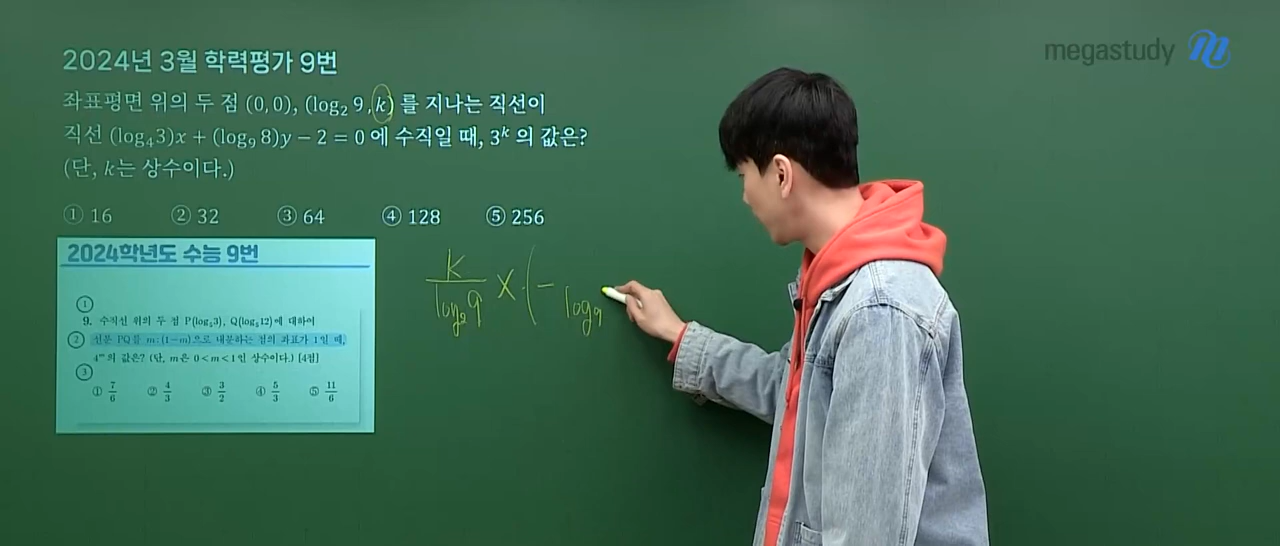 2024년 3월 학력평가 9번
megastudy
좌표평면 위의 두 점 (0,0), (log₂ 9, k) 를 지나는 직선이
직선 (log₄3)x + (log₉ 8)y − 2 = 0 에 수직일 때, 3ᵏ 의 값은?
(단, k는 상수이다.)
① 16 ② 32 ③ 64 ④ 128 ⑤ 256
2024학년도 수능 9번
①
9. 수직선 위의 두 점 P(log₅3), Q(log₅12)에 대하여
② 선분 PQ를 m:(1−m)으로 내분하는 점의 좌표가 1일 때,
4ᵐ의 값은? (단, m은 0<m<1인 상수이다.) [4점]
③
① 7/6 ② 4/3 ③ 3/2 ④ 5/3 ⑤ 11/6
k/log₂9 × (− /log₉